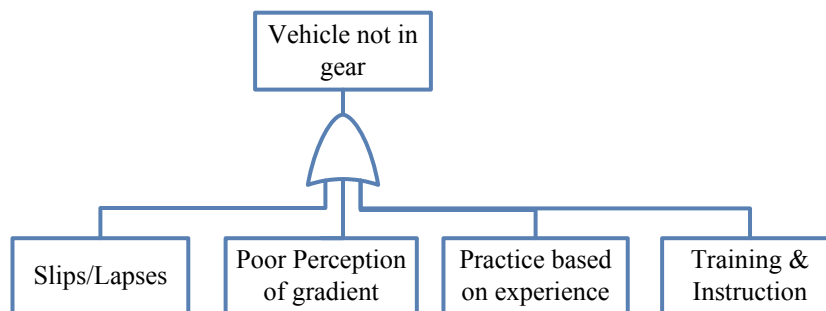 Vehicle not in
gear
Slips/Lapses
Poor Perception
of gradient
Practice based
on experience
Training &
Instruction